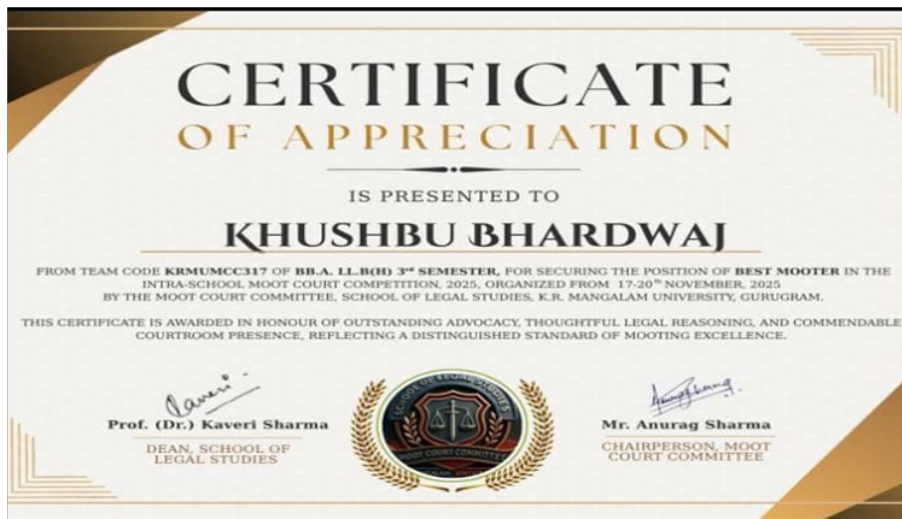 CERTIFICATE
OF APPRECIATION
IS PRESENTED TO
KHUSHBU BHARDWAJ
FROM TEAM CODE KRMUMCC317 OF BB.A. LL.B(H) 3rd SEMESTER, FOR SECURING THE POSITION OF BEST MOOTER IN THE
INTRA-SCHOOL MOOT COURT COMPETITION, 2025, ORGANIZED FROM 17-20th NOVEMBER, 2025
BY THE MOOT COURT COMMITTEE, SCHOOL OF LEGAL STUDIES, K.R. MANGALAM UNIVERSITY, GURUGRAM.
THIS CERTIFICATE IS AWARDED IN HONOUR OF OUTSTANDING ADVOCACY, THOUGHTFUL LEGAL REASONING, AND COMMENDABLE
COURTROOM PRESENCE, REFLECTING A DISTINGUISHED STANDARD OF MOOTING EXCELLENCE.
Kaveri
Prof. (Dr.) Kaveri Sharma
DEAN, SCHOOL OF
LEGAL STUDIES
SCHOOL OF LEGAL STUDIES
MOOT COURT COMMITTEE
Mr. Anurag Sharma
CHAIRPERSON, MOOT
COURT COMMITTEE